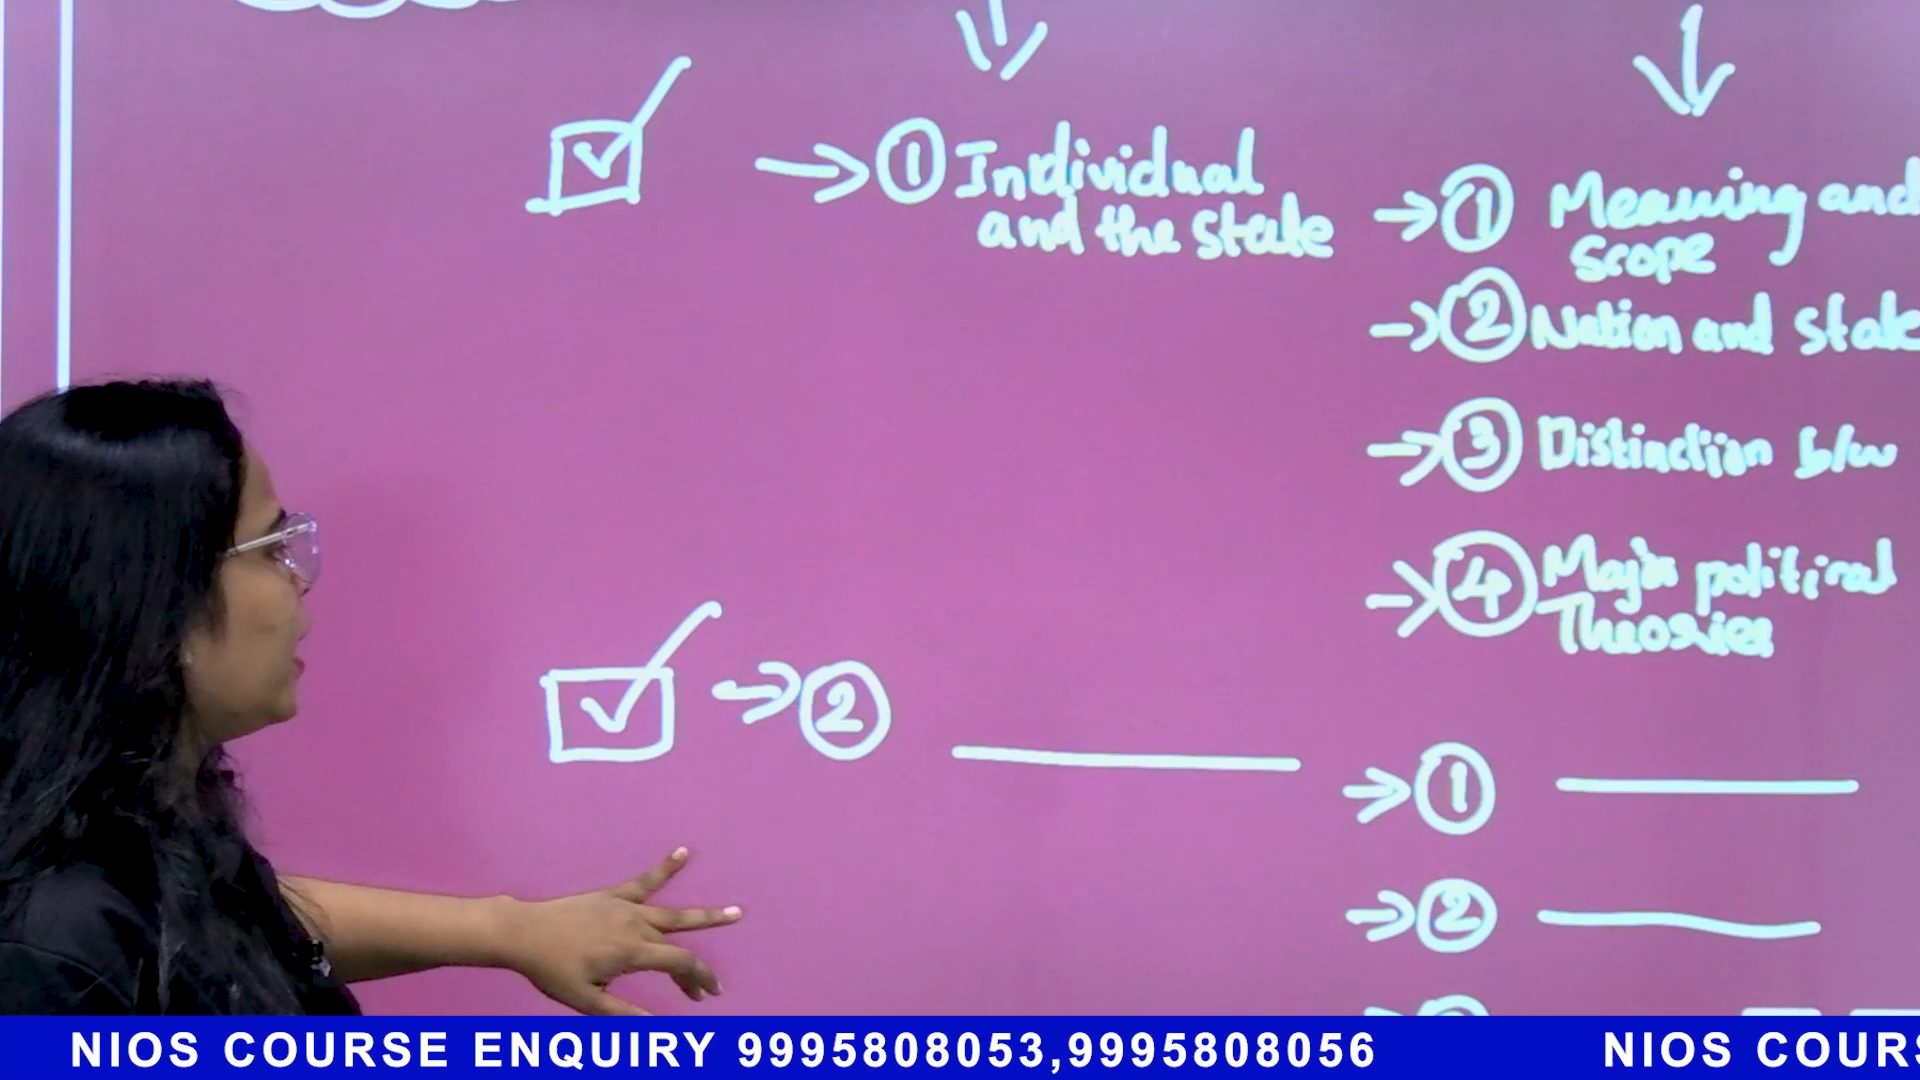 ① Individual
and the state
① Meaning and
scope
② Nation and State
③ Distinction b/w
④ Major political
Theories
②
①
②
NIOS COURSE ENQUIRY 9995808053,9995808056
NIOS COURS